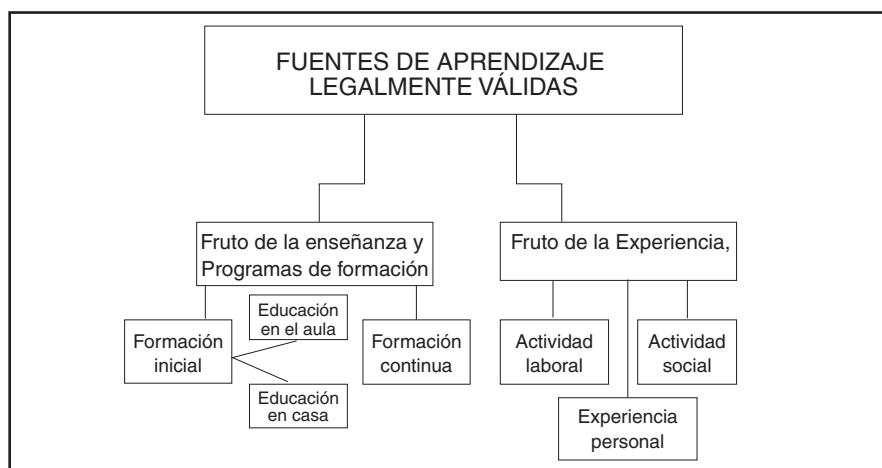 FUENTES DE APRENDIZAJE
LEGALMENTE VÁLIDAS
Fruto de la enseñanza y
Programas de formación
Fruto de la Experiencia,
Formación
inicial
Educación
en el aula
Educación
en casa
Formación
continua
Actividad
laboral
Experiencia
personal
Actividad
social